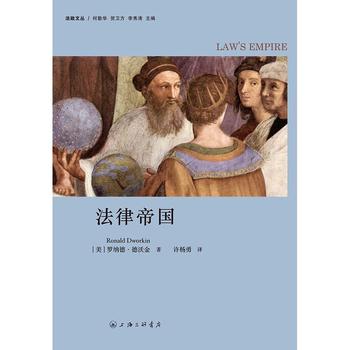 法政文丛 / 何勤华 贺卫方 李秀清 主编
LAW'S EMPIRE
法律帝国
Ronald Dworkin
[美] 罗纳德·德沃金 著 许杨勇 译
上海三联书店